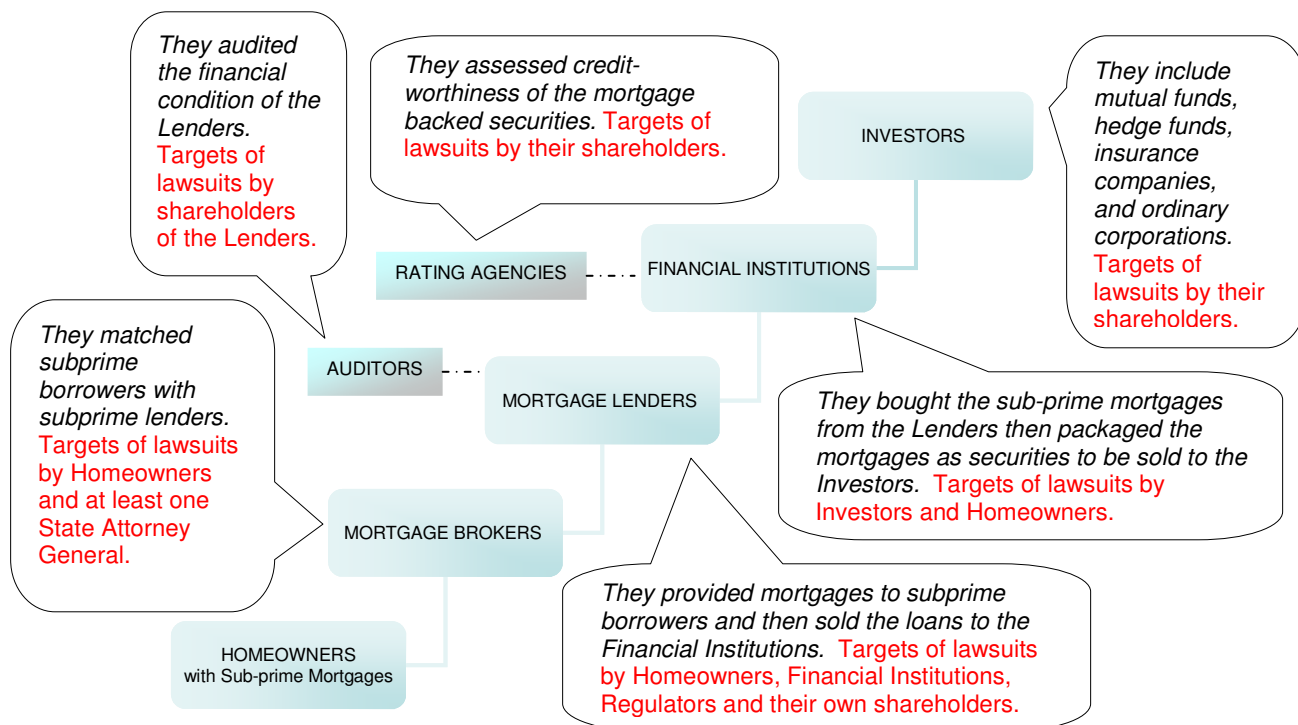 They audited
the financial
condition of the
Lenders.
Targets of
lawsuits by
shareholders
of the Lenders.
They assessed credit-
worthiness of the mortgage
backed securities. Targets of
lawsuits by their shareholders.
INVESTORS
They include
mutual funds,
hedge funds,
insurance
companies,
and ordinary
corporations.
Targets of
lawsuits by their
shareholders.
RATING AGENCIES
FINANCIAL INSTITUTIONS
They matched
subprime
borrowers with
subprime lenders.
Targets of lawsuits
by Homeowners
and at least one
State Attorney
General.
AUDITORS
MORTGAGE LENDERS
They bought the sub-prime mortgages
from the Lenders then packaged the
mortgages as securities to be sold to the
Investors. Targets of lawsuits by
Investors and Homeowners.
MORTGAGE BROKERS
They provided mortgages to subprime
borrowers and then sold the loans to the
Financial Institutions. Targets of lawsuits
by Homeowners, Financial Institutions,
Regulators and their own shareholders.
HOMEOWNERS
with Sub-prime Mortgages